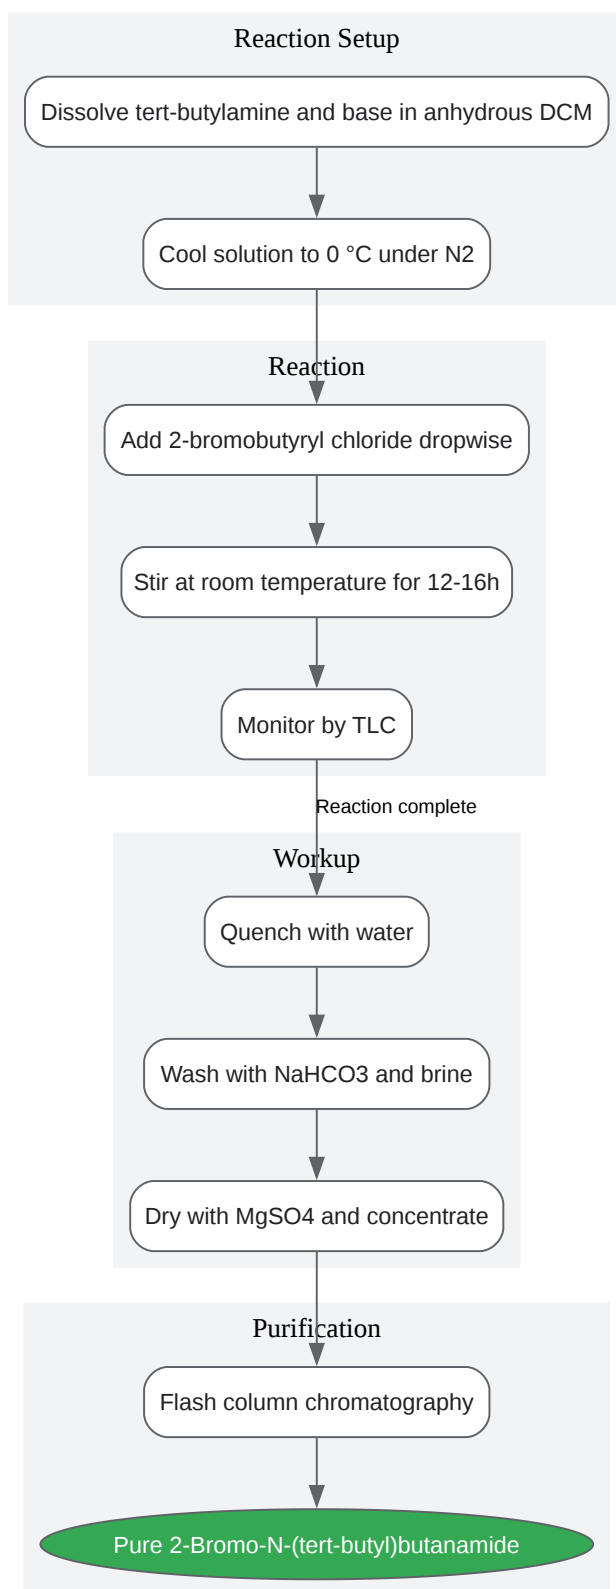 Reaction Setup
Dissolve tert-butylamine and base in anhydrous DCM
Cool solution to 0 °C under N2
Reaction
Add 2-bromobutyryl chloride dropwise
Stir at room temperature for 12-16h
Monitor by TLC
Reaction complete
Workup
Quench with water
Wash with NaHCO3 and brine
Dry with MgSO4 and concentrate
Purification
Flash column chromatography
Pure 2-Bromo-N-(tert-butyl)butanamide